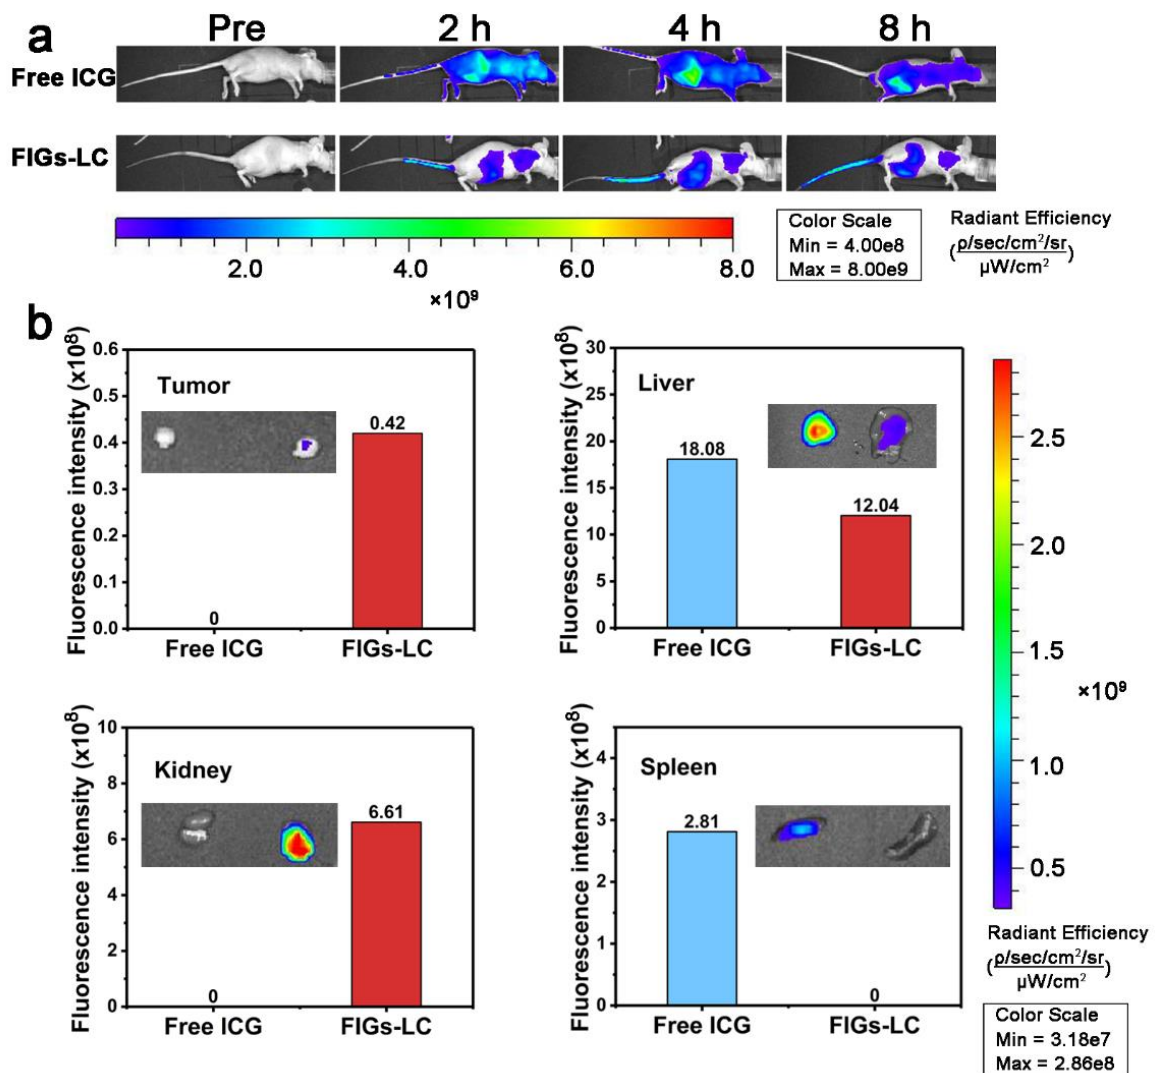 a
Pre 2 h 4 h 8 h
Free ICG
FIGs-LC
2.0 4.0 6.0 8.0
×10⁹
Color Scale
Min = 4.00e8
Max = 8.00e9
Radiant Efficiency
(ρ/sec/cm²/sr
μW/cm²)
b
Fluorescence intensity (x10⁸)
0.6
0.5
0.4
0.3
0.2
0.1
0.0
Tumor
0
0.42
Free ICG FIGs-LC
Fluorescence intensity (x10⁸)
30
25
20
15
10
5
0
Liver
18.08
12.04
Free ICG FIGs-LC
Fluorescence intensity (x10⁸)
10
8
6
4
2
0
Kidney
0
6.61
Free ICG FIGs-LC
Fluorescence intensity (x10⁸)
4
3
2
1
0
Spleen
2.81
0
Free ICG FIGs-LC
2.5
2.0
1.5
1.0
0.5
×10⁹
Radiant Efficiency
(ρ/sec/cm²/sr
μW/cm²)
Color Scale
Min = 3.18e7
Max = 2.86e8